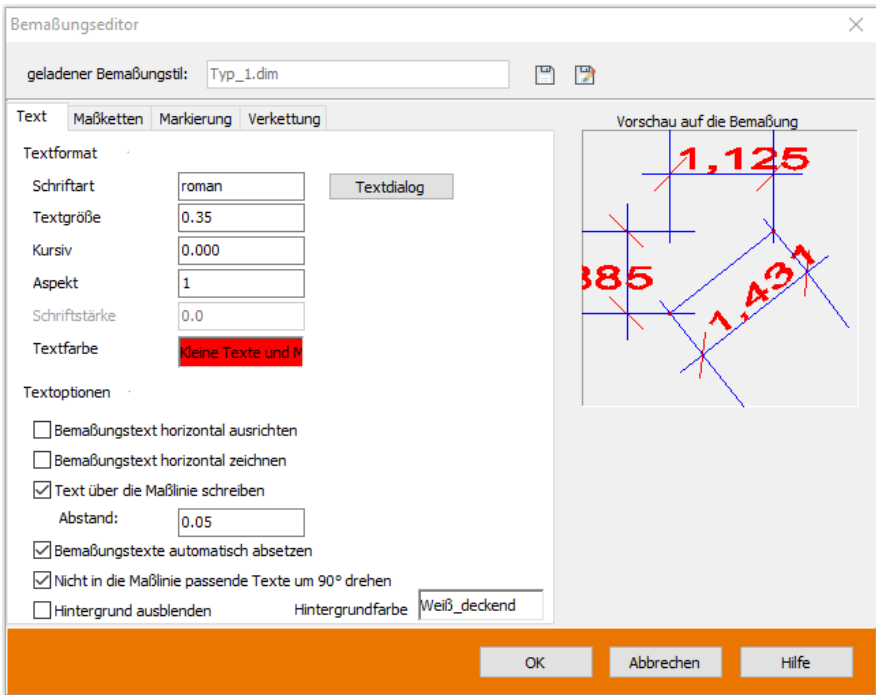 Bemaßungseditor
geladener Bemaßungstil: Typ_1.dim
Text Maßketten Markierung Verkettung
Textformat
Schriftart roman Textdialog
Textgröße 0.35
Kursiv 0.000
Aspekt 1
Schriftstärke 0.0
Textfarbe Kleine Texte und M
Textoptionen
Bemaßungstext horizontal ausrichten
Bemaßungstext horizontal zeichnen
Text über die Maßlinie schreiben
Abstand: 0.05
Bemaßungstexte automatisch absetzen
Nicht in die Maßlinie passende Texte um 90° drehen
Hintergrund ausblenden Hintergrundfarbe Weiß_deckend
Vorschau auf die Bemaßung
1,125
385
1,431
OK Abbrechen Hilfe